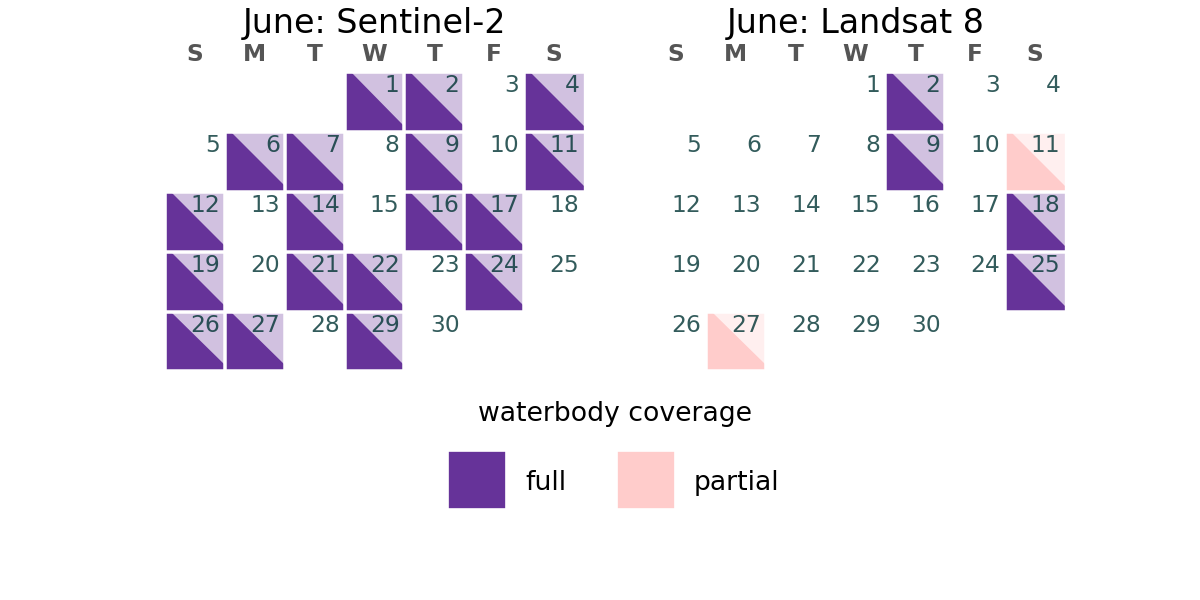 June: Sentinel-2
S M T W T F S
1 2 3 4
5 6 7 8 9 10 11
12 13 14 15 16 17 18
19 20 21 22 23 24 25
26 27 28 29 30
June: Landsat 8
S M T W T F S
1 2 3 4
5 6 7 8 9 10 11
12 13 14 15 16 17 18
19 20 21 22 23 24 25
26 27 28 29 30
waterbody coverage
full partial